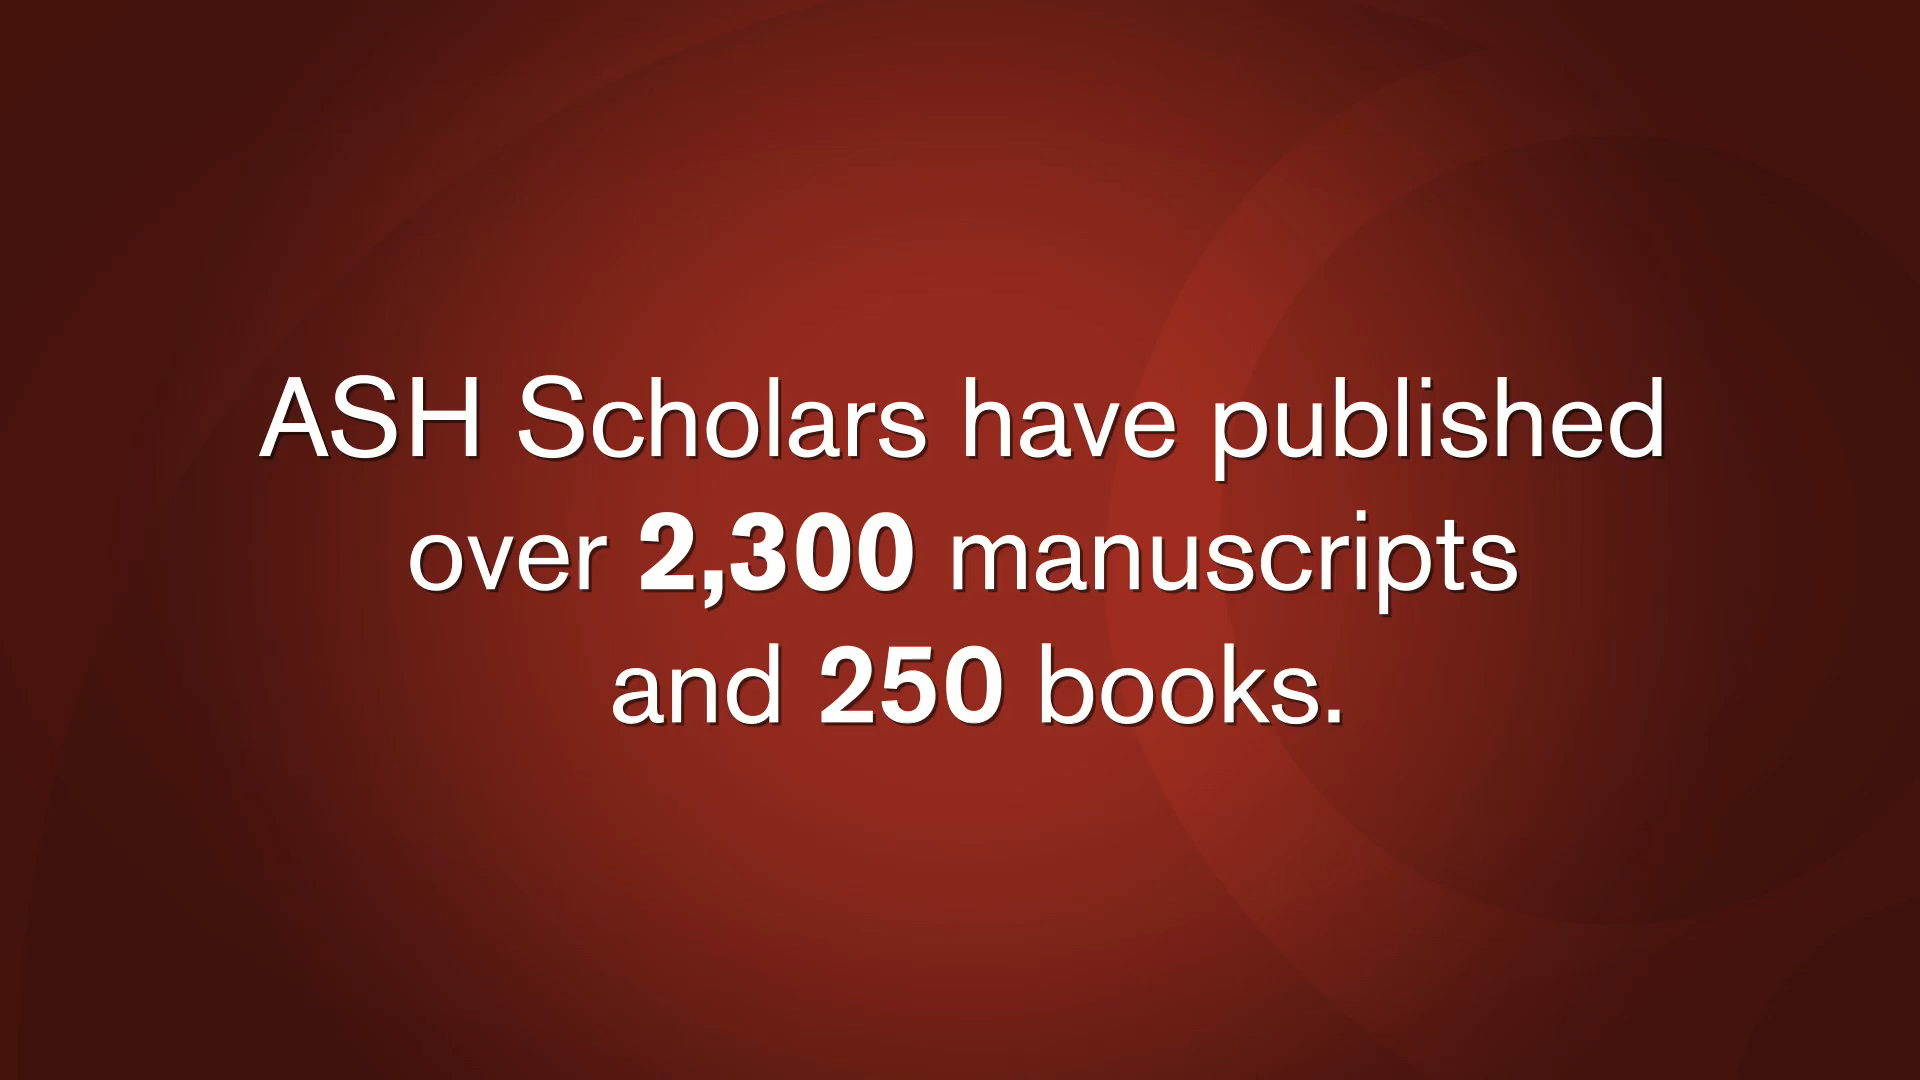 ASH Scholars have published
over 2,300 manuscripts
and 250 books.